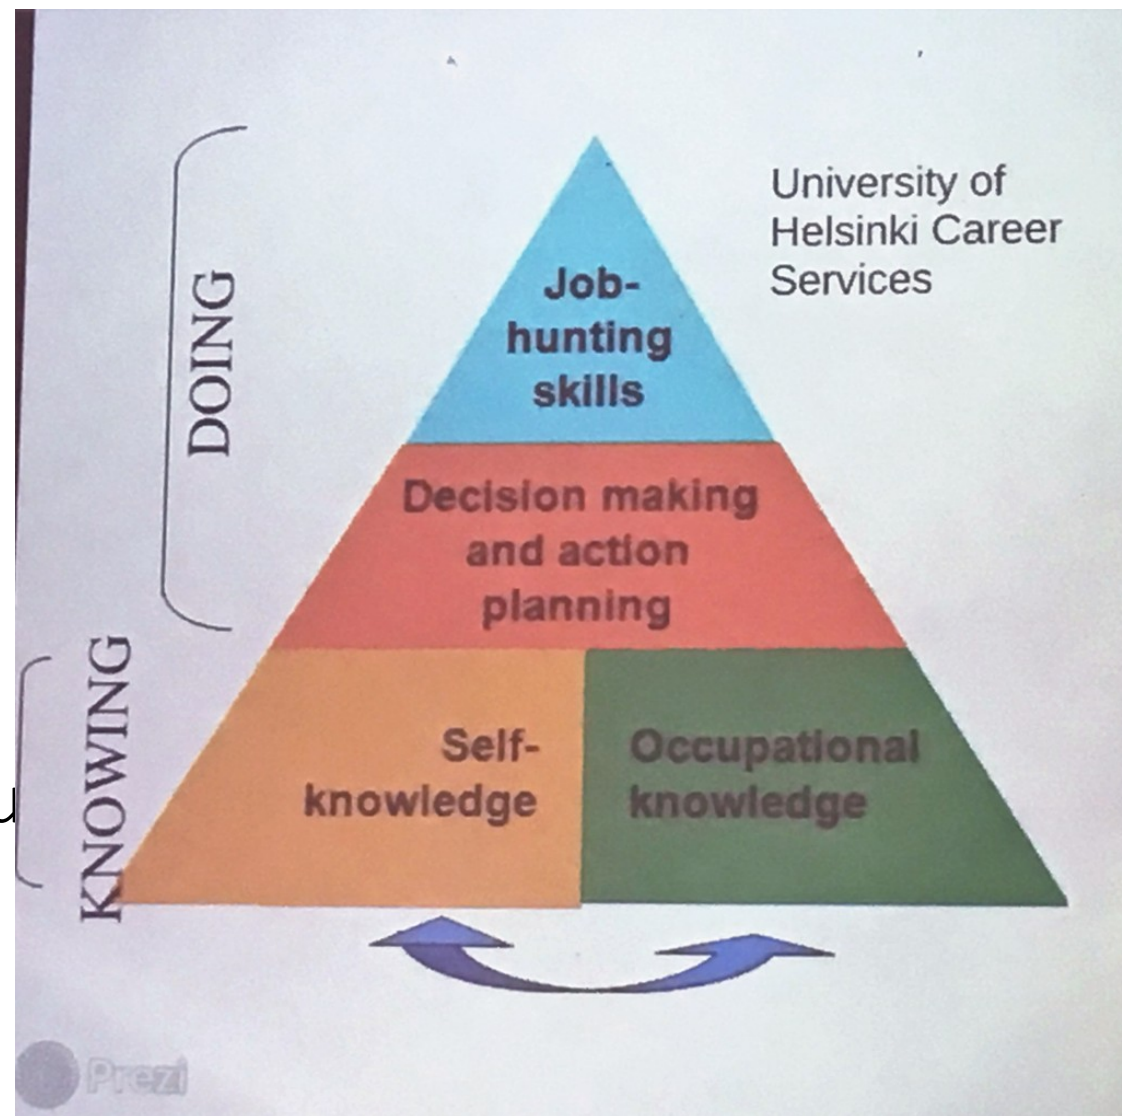 University of
Helsinki Career
Services
DOING
Job-
hunting
skills
Decision making
and action
planning
KNOWING
Self-
knowledge
Occupational
knowledge
Prezi